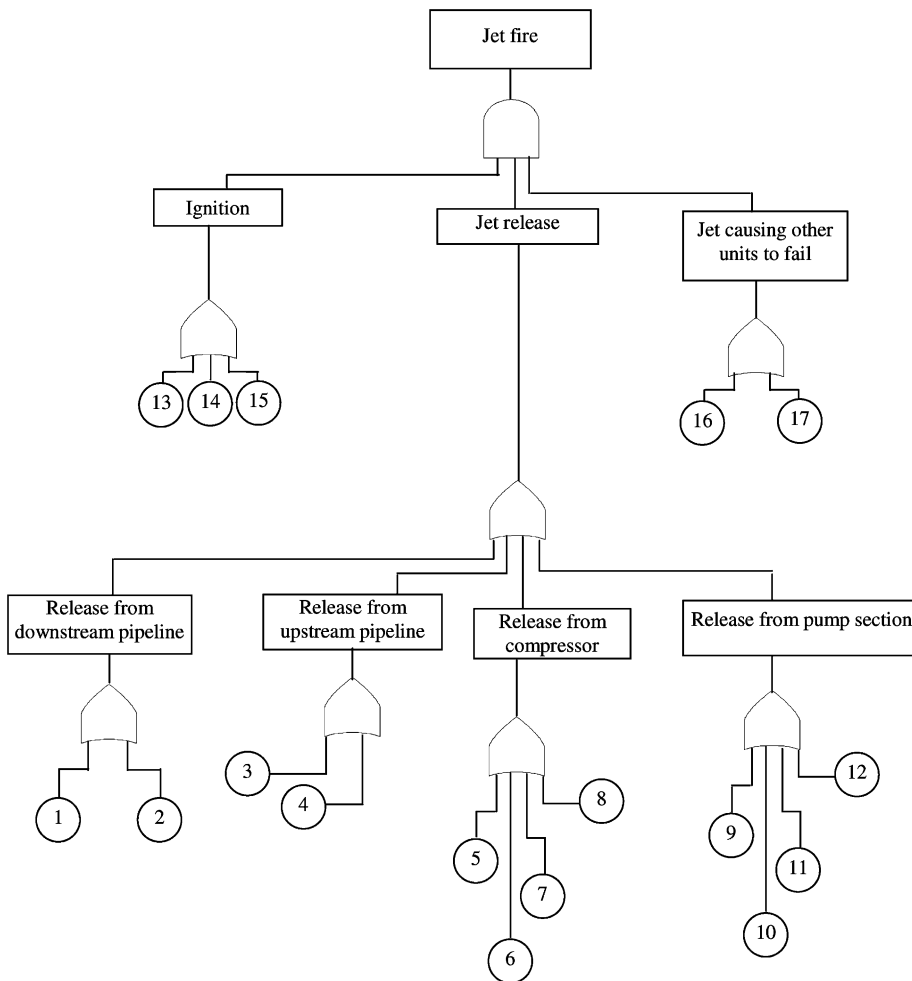 Jet fire
Ignition
Jet release
Jet causing other
units to fail
13
14
15
16
17
Release from
downstream pipeline
Release from
upstream pipeline
Release from
compressor
Release from pump section
1
2
3
4
5
6
7
8
9
10
11
12